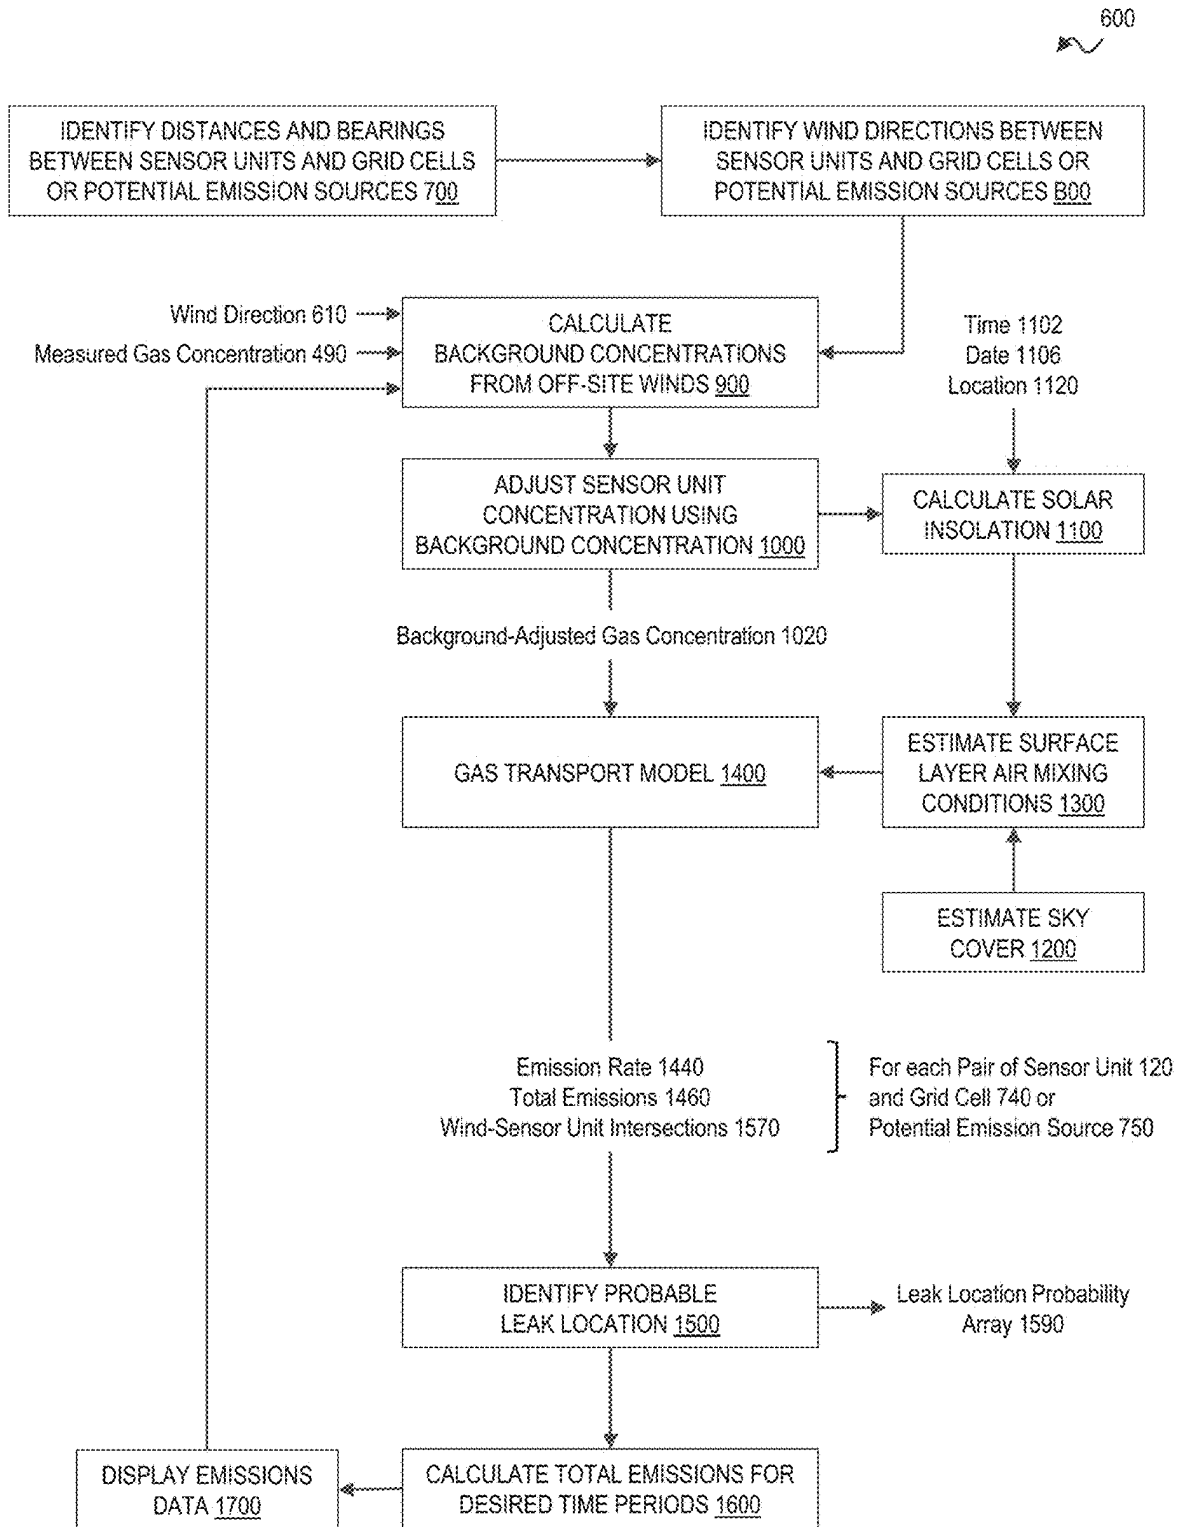 600
IDENTIFY DISTANCES AND BEARINGS
BETWEEN SENSOR UNITS AND GRID CELLS
OR POTENTIAL EMISSION SOURCES 700
IDENTIFY WIND DIRECTIONS BETWEEN
SENSOR UNITS AND GRID CELLS OR
POTENTIAL EMISSION SOURCES B00
Wind Direction 610
Measured Gas Concentration 490
CALCULATE
BACKGROUND CONCENTRATIONS
FROM OFF-SITE WINDS 900
Time 1102
Date 1106
Location 1120
ADJUST SENSOR UNIT
CONCENTRATION USING
BACKGROUND CONCENTRATION 1000
CALCULATE SOLAR
INSOLATION 1100
Background-Adjusted Gas Concentration 1020
GAS TRANSPORT MODEL 1400
ESTIMATE SURFACE
LAYER AIR MIXING
CONDITIONS 1300
ESTIMATE SKY
COVER 1200
Emission Rate 1440
Total Emissions 1460
Wind-Sensor Unit Intersections 1570
For each Pair of Sensor Unit 120
and Grid Cell 740 or
Potential Emission Source 750
IDENTIFY PROBABLE
LEAK LOCATION 1500
Leak Location Probability
Array 1590
DISPLAY EMISSIONS
DATA 1700
CALCULATE TOTAL EMISSIONS FOR
DESIRED TIME PERIODS 1600